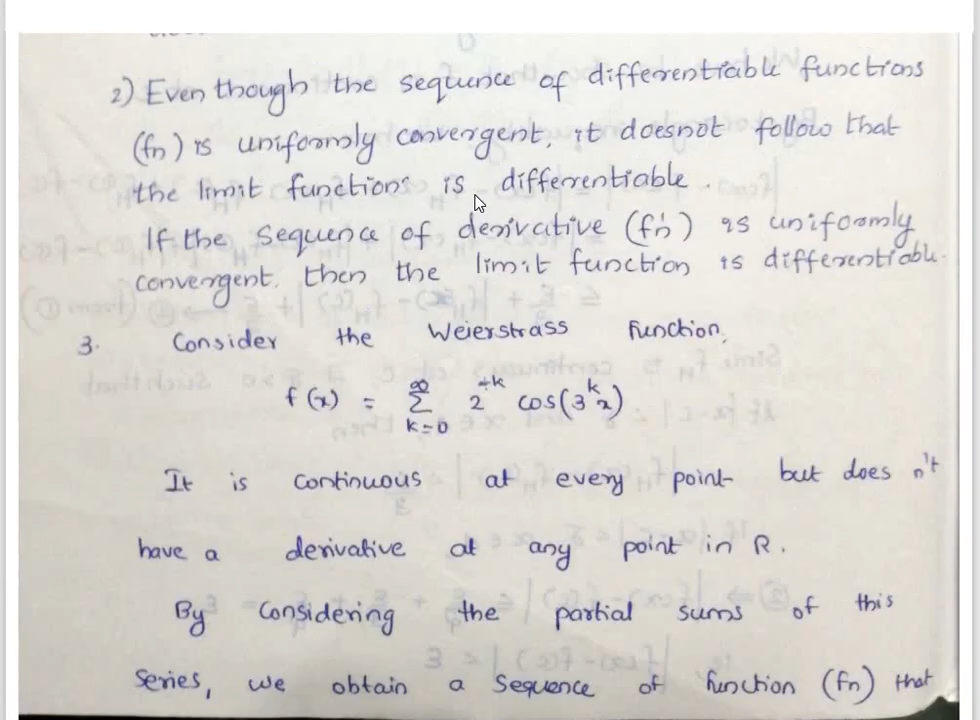 2) Even though the sequence of differentiable functions
(fn) is uniformly convergent, it doesnot follow that
the limit functions is differentiable.
If the sequence of derivative (fn') is uniformly
convergent. then the limit function is differentiable.
3. Consider the Weierstrass function,
f(x) = ∞ Σ k=0 2^-k cos(3^k x)
It is continuous at every point but does n't
have a derivative at any point in R.
By considering the partial sums of this
series, we obtain a sequence of function (fn) that